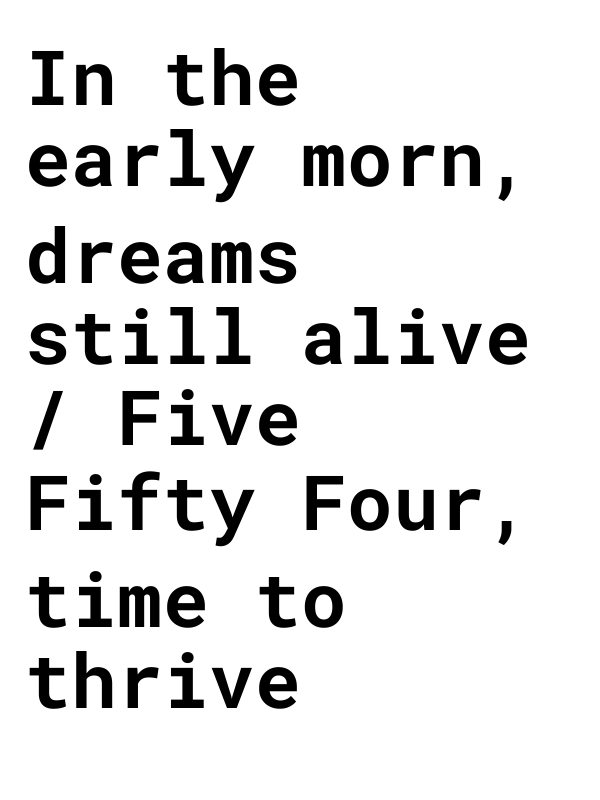 In the
early morn,
dreams
still alive
/ Five
Fifty Four,
time to
thrive